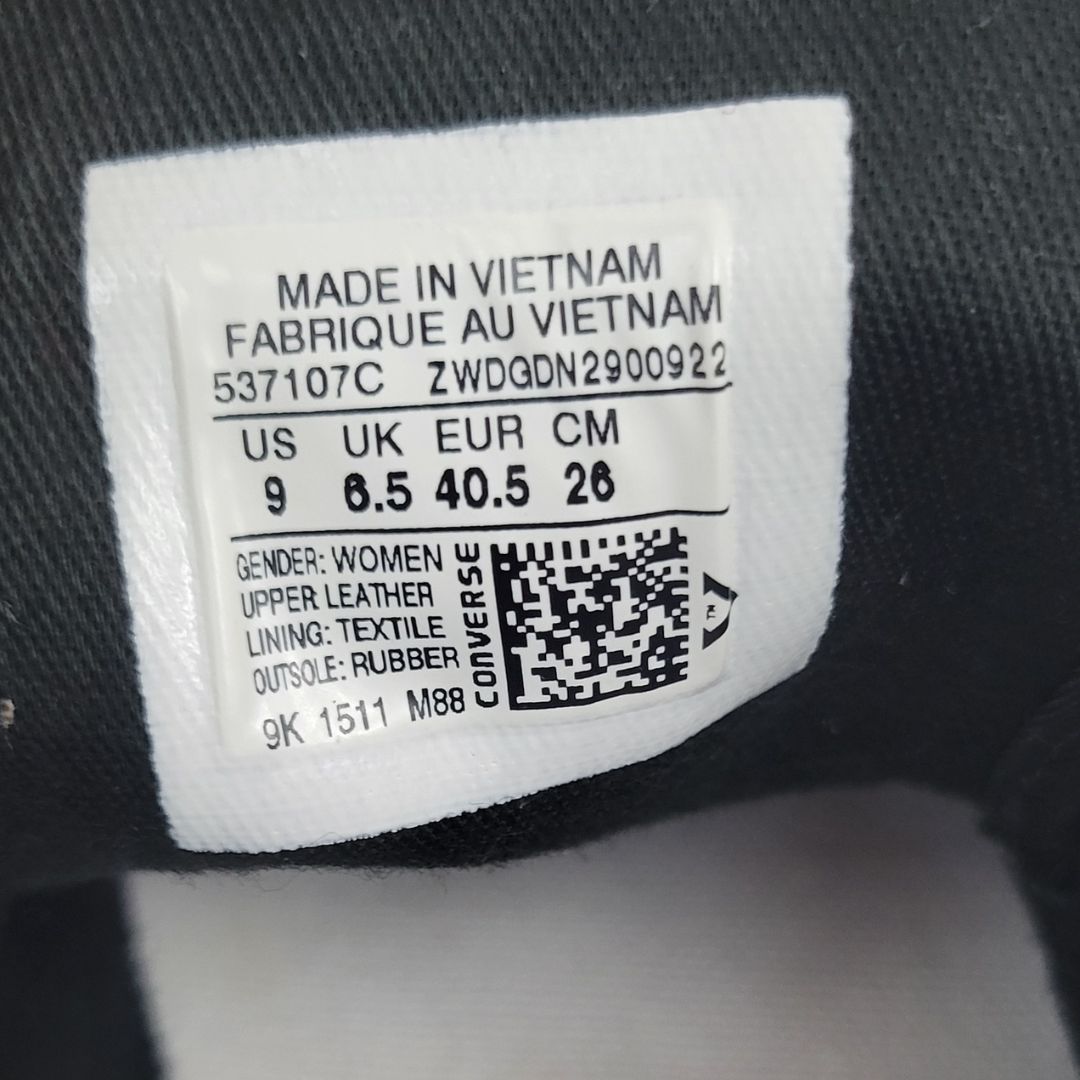 MADE IN VIETNAM
FABRIQUE AU VIETNAM
537107C ZWDGDN2900922
US UK EUR CM
9 6.5 40.5 26
GENDER: WOMEN
UPPER LEATHER
LINING: TEXTILE
OUTSOLE: RUBBER
9K 1511 M88
CONVERSE
TM